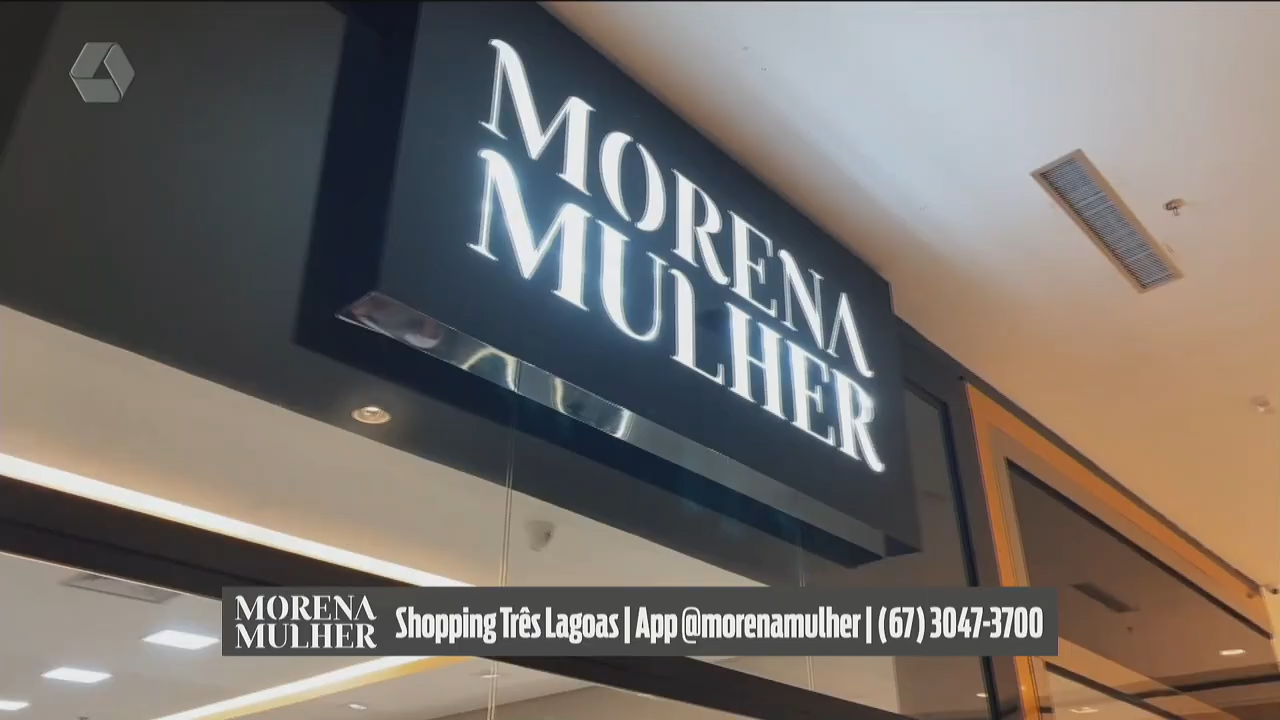 MORENA
MULHER
MORENA
MULHER
Shopping Três Lagoas | App @morenamulher | (67) 3047-3700